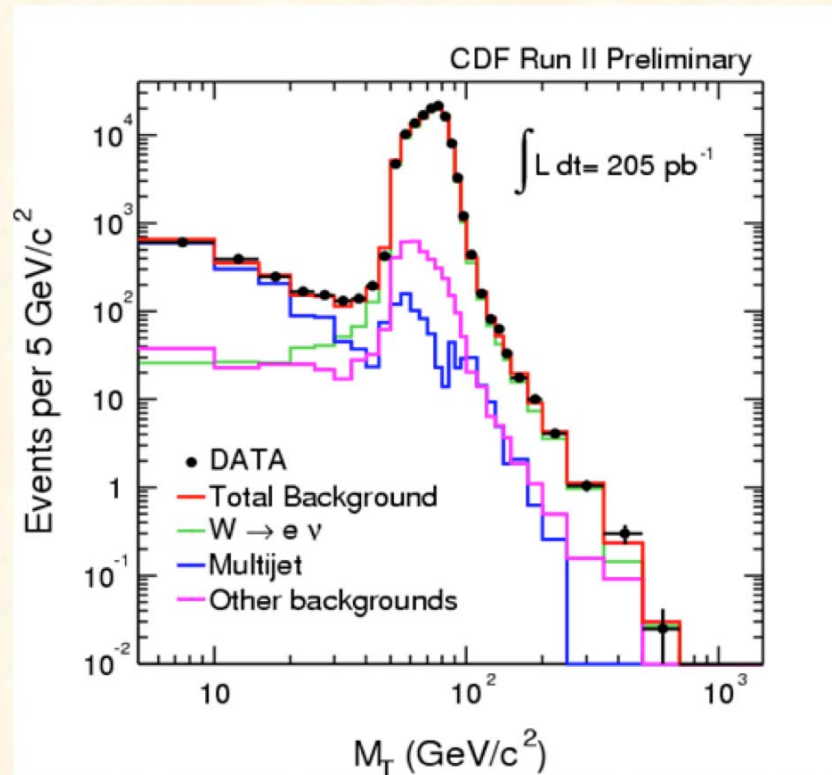 CDF Run II Preliminary
∫ L dt= 205 pb⁻¹
Events per 5 GeV/c²
10⁴
10³
10²
10
1
10⁻¹
10⁻²
DATA
Total Background
W → e ν
Multijet
Other backgrounds
10
10²
10³
M_T (GeV/c²)